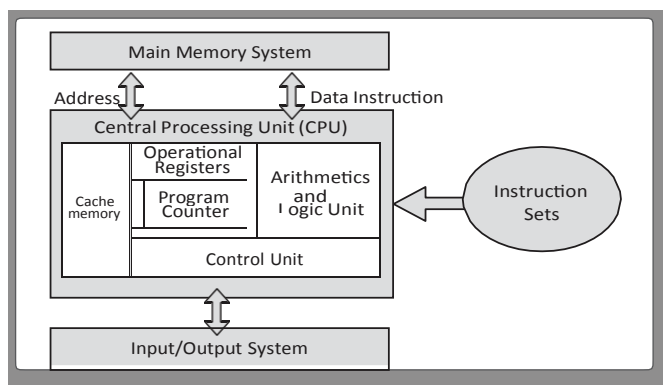 Main Memory System
Address
Data Instruction
Central Processing Unit (CPU)
Operational
Registers
Cache
memory
Program
Counter
Arithmetics
and
Logic Unit
Control Unit
Instruction
Sets
Input/Output System